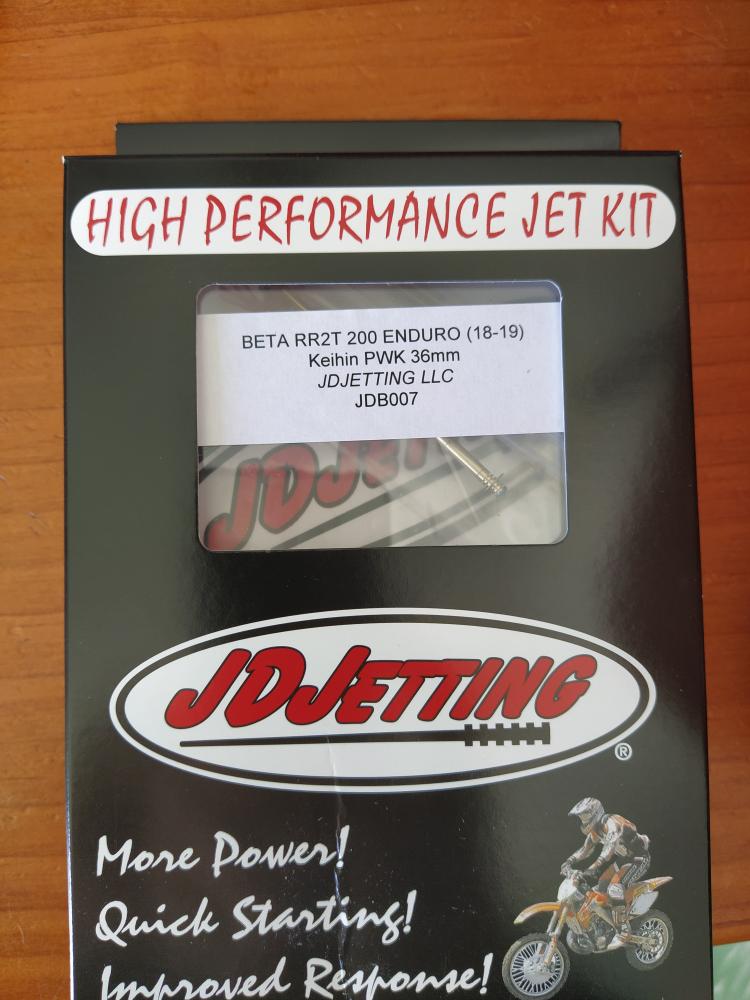 HIGH PERFORMANCE JET KIT
BETA RR2T 200 ENDURO (18-19)
Keihin PWK 36mm
JDJETTING LLC
JDB007
JDJET
JDJETTING
®
More Power!
Quick Starting!
Improved Response!